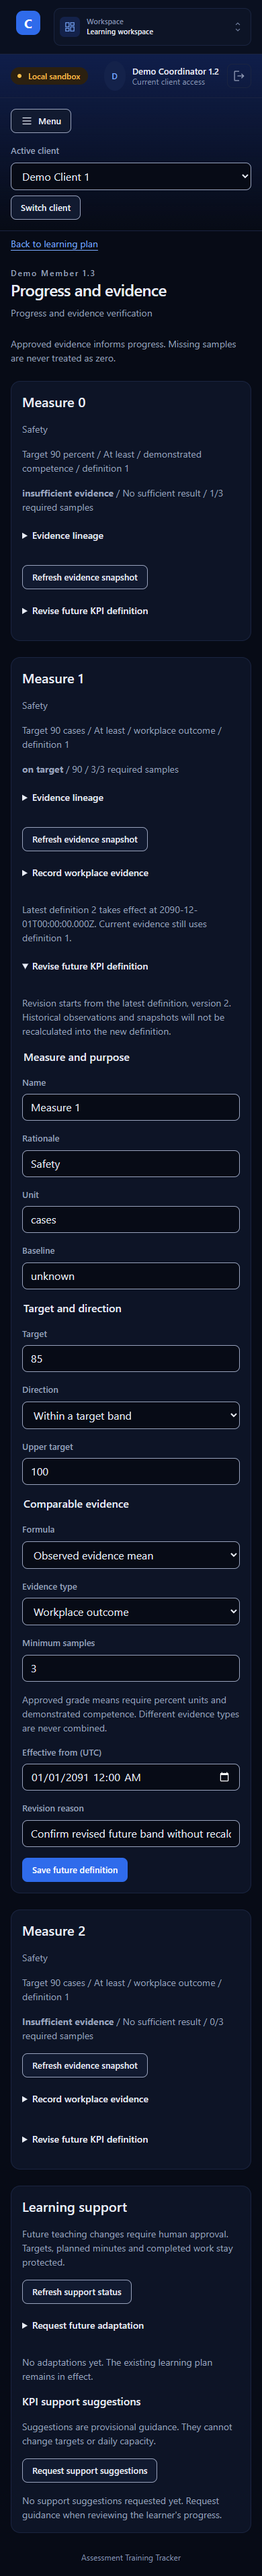 C
Workspace
Learning workspace
Local sandbox
D
Demo Coordinator 1.2
Current client access
Menu
Active client
Demo Client 1
Switch client
Back to learning plan
Demo Member 1.3
Progress and evidence
Progress and evidence verification
Approved evidence informs progress. Missing samples
are never treated as zero.
Measure 0
Safety
Target 90 percent / At least / demonstrated
competence / definition 1
insufficient evidence / No sufficient result / 1/3
required samples
Evidence lineage
Refresh evidence snapshot
Revise future KPI definition
Measure 1
Safety
Target 90 cases / At least / workplace outcome /
definition 1
on target / 90 / 3/3 required samples
Evidence lineage
Refresh evidence snapshot
Record workplace evidence
Latest definition 2 takes effect at 2090-12-
01T00:00:00.000Z. Current evidence still uses
definition 1.
Revise future KPI definition
Revision starts from the latest definition, version 2.
Historical observations and snapshots will not be
recalculated into the new definition.
Measure and purpose
Name
Measure 1
Rationale
Safety
Unit
cases
Baseline
unknown
Target and direction
Target
85
Direction
Within a target band
Upper target
100
Comparable evidence
Formula
Observed evidence mean
Evidence type
Workplace outcome
Minimum samples
3
Approved grade means require percent units and
demonstrated competence. Different evidence types
are never combined.
Effective from (UTC)
01/01/2091 12:00 AM
Revision reason
Confirm revised future band without recalc
Save future definition
Measure 2
Safety
Target 90 cases / At least / workplace outcome /
definition 1
Insufficient evidence / No sufficient result / 0/3
required samples
Refresh evidence snapshot
Record workplace evidence
Revise future KPI definition
Learning support
Future teaching changes require human approval.
Targets, planned minutes and completed work stay
protected.
Refresh support status
Request future adaptation
No adaptations yet. The existing learning plan
remains in effect.
KPI support suggestions
Suggestions are provisional guidance. They cannot
change targets or daily capacity.
Request support suggestions
No support suggestions requested yet. Request
guidance when reviewing the learner's progress.
Assessment Training Tracker